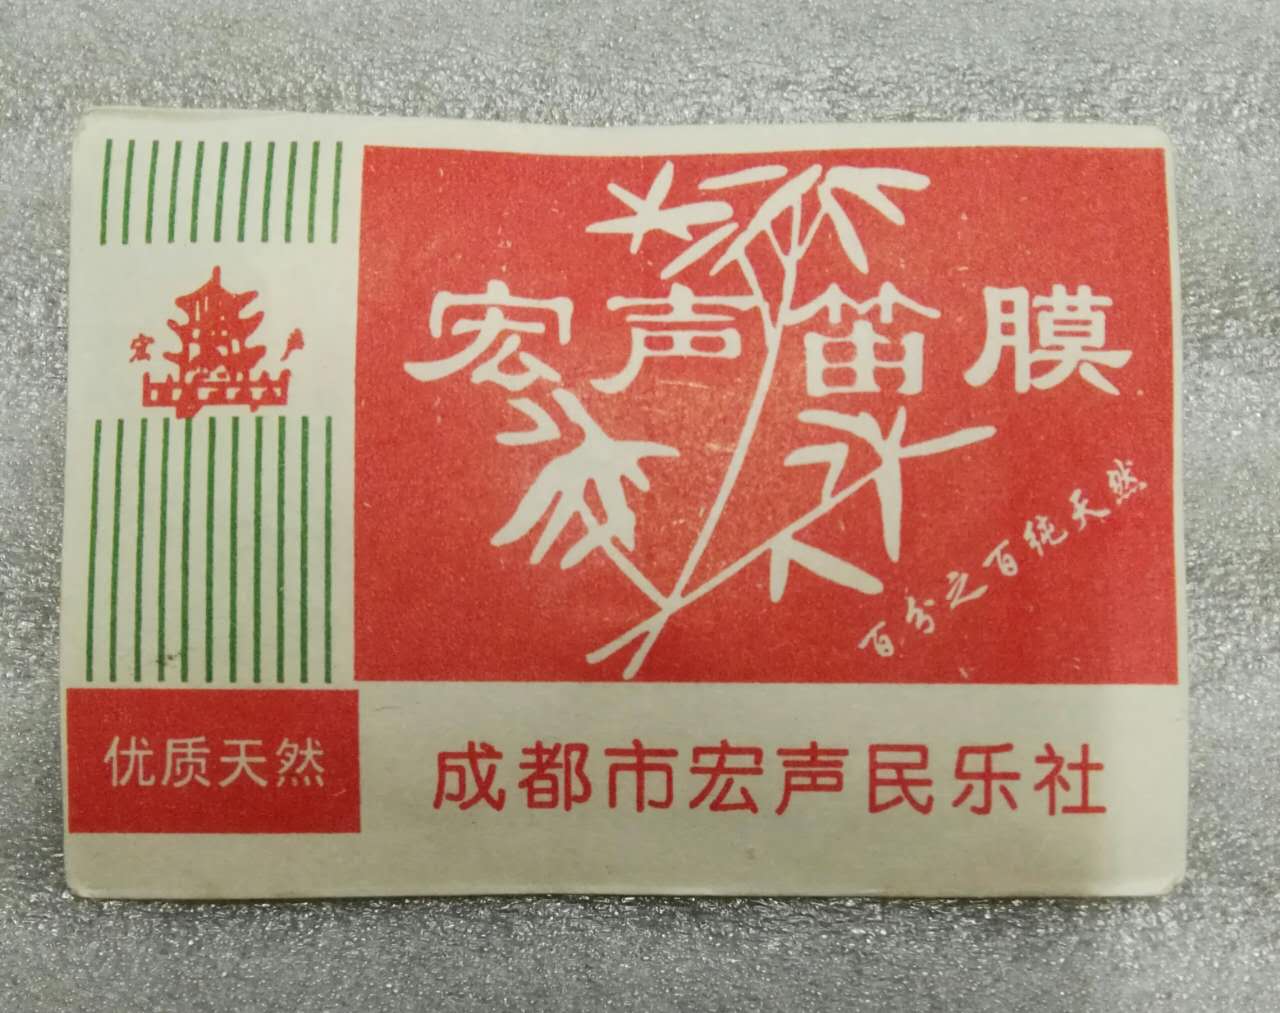 宏声
宏声笛膜
百分之百纯天然
优质天然
成都市宏声民乐社